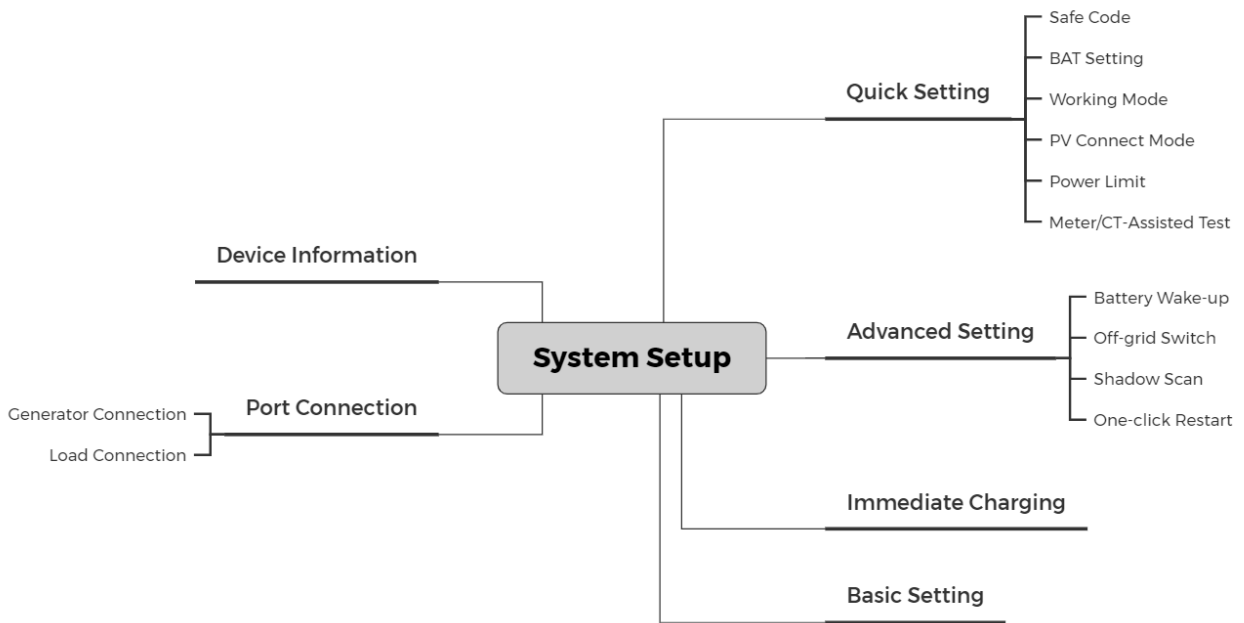 System Setup
Quick Setting
Safe Code
BAT Setting
Working Mode
PV Connect Mode
Power Limit
Meter/CT-Assisted Test
Advanced Setting
Battery Wake-up
Off-grid Switch
Shadow Scan
One-click Restart
Immediate Charging
Basic Setting
Device Information
Port Connection
Generator Connection
Load Connection